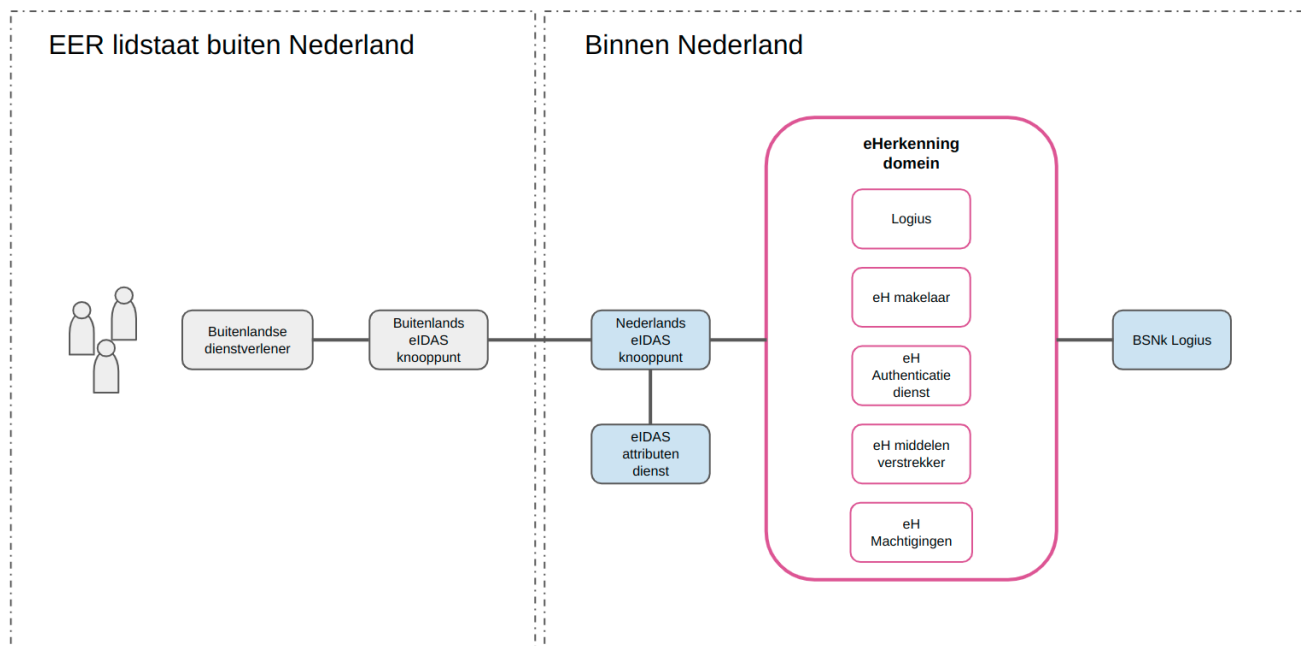 EER lidstaat buiten Nederland
Binnen Nederland
eHerkenning
domein
Logius
eH makelaar
eH
Authenticatie
dienst
eH middelen
verstrekker
eH
Machtigingen
Buitenlandse
dienstverlener
Buitenlands
eIDAS
knooppunt
Nederlands
eIDAS
knooppunt
eIDAS
attributen
dienst
BSNk Logius